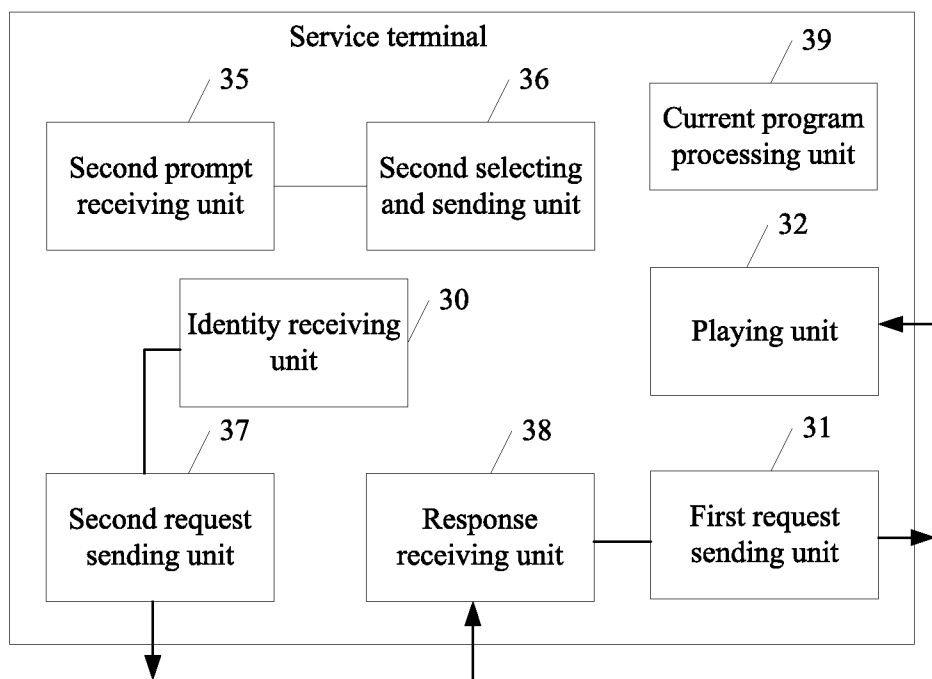 Service terminal
35
36
39
Second prompt
receiving unit
Second selecting
and sending unit
Current program
processing unit
32
30
Identity receiving
unit
Playing unit
37
38
31
Second request
sending unit
Response
receiving unit
First request
sending unit